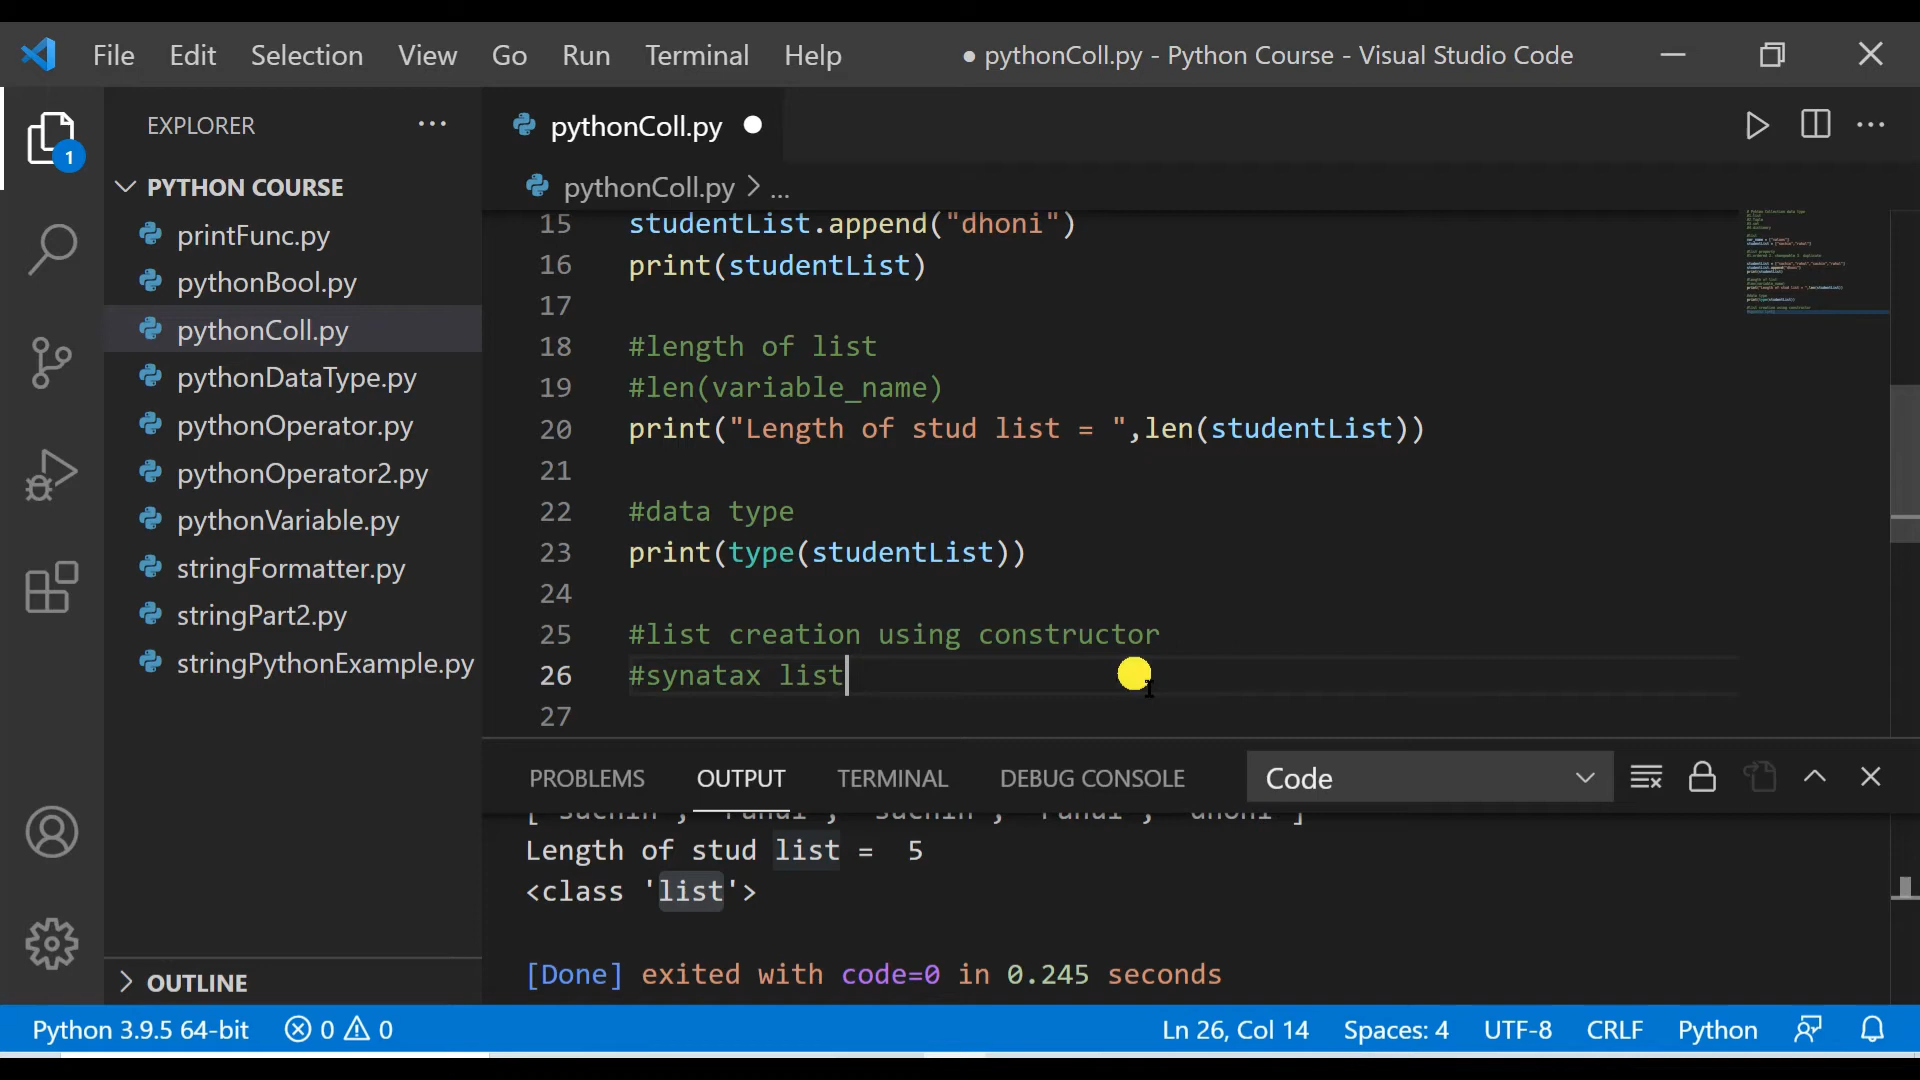 File Edit Selection View Go Run Terminal Help ● pythonColl.py - Python Course - Visual Studio Code
EXPLORER ...
pythonColl.py
pythonColl.py > ...
1
PYTHON COURSE
printFunc.py
pythonBool.py
pythonColl.py
pythonDataType.py
pythonOperator.py
pythonOperator2.py
pythonVariable.py
stringFormatter.py
stringPart2.py
stringPythonExample.py
OUTLINE
15 studentList.append("dhoni")
16 print(studentList)
17
18 #length of list
19 #len(variable_name)
20 print("Length of stud list = ",len(studentList))
21
22 #data type
23 print(type(studentList))
24
25 #list creation using constructor
26 #synatax list
27
PROBLEMS OUTPUT TERMINAL DEBUG CONSOLE Code
['sachin', 'rahul', 'sachin', 'rahul', 'dhoni']
Length of stud list =  5
<class 'list'>
[Done] exited with code=0 in 0.245 seconds
Python 3.9.5 64-bit 0 0 Ln 26, Col 14 Spaces: 4 UTF-8 CRLF Python